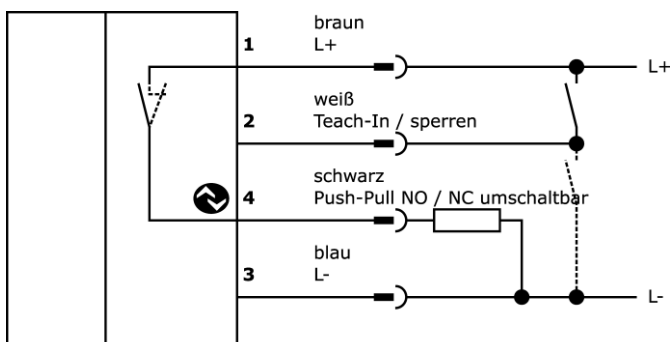 braun
1 L+ L+
weiß
2 Teach-In / sperren
schwarz
4 Push-Pull NO / NC umschaltbar
blau
3 L- L-